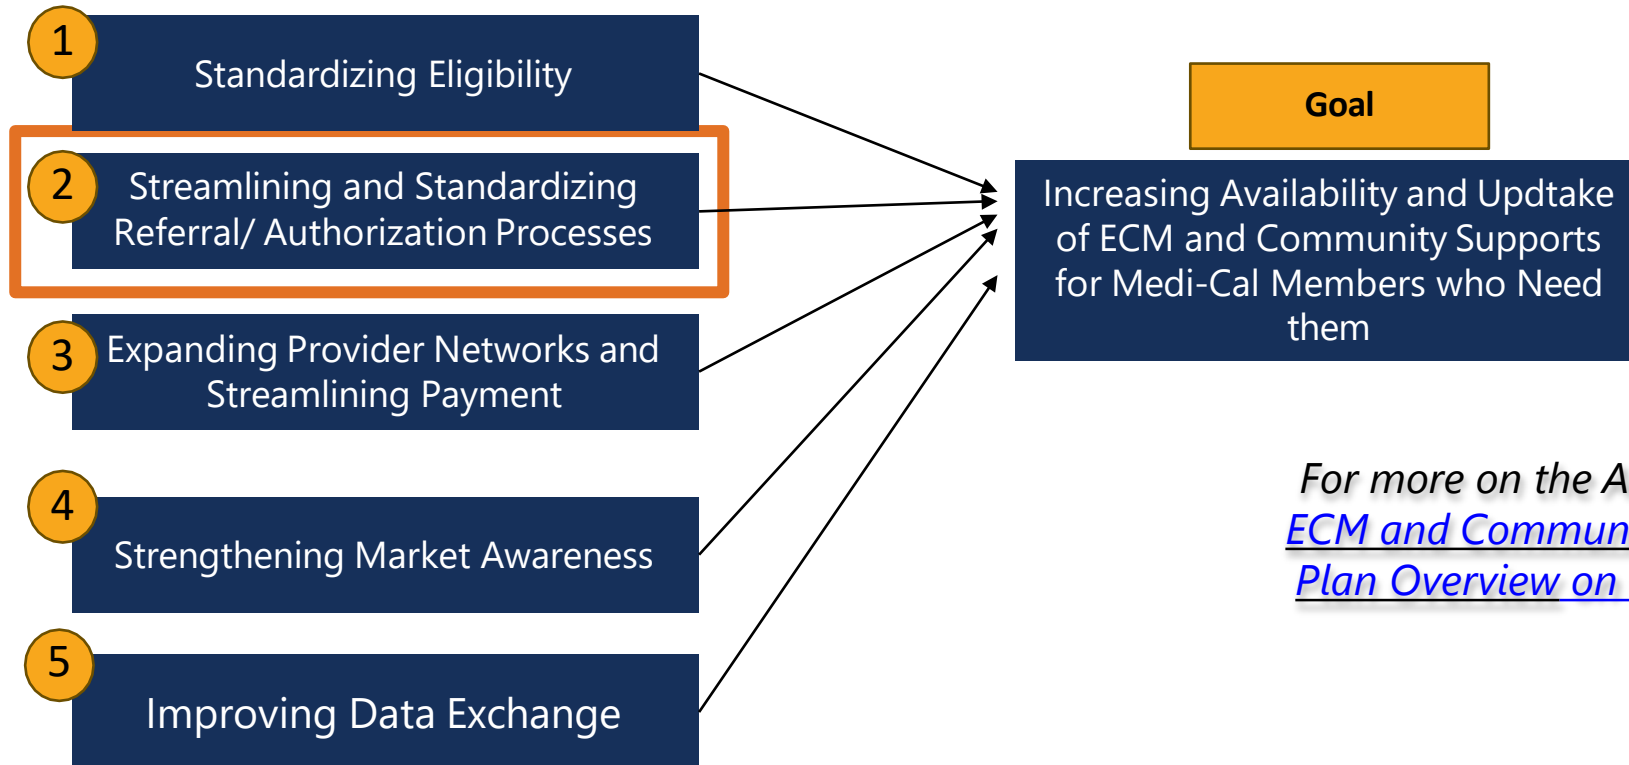 1
Standardizing Eligibility
2
Streamlining and Standardizing
Referral/ Authorization Processes
3
Expanding Provider Networks and
Streamlining Payment
4
Strengthening Market Awareness
5
Improving Data Exchange
Goal
Increasing Availability and Updtake
of ECM and Community Supports
for Medi-Cal Members who Need
them
For more on the A
ECM and Commun
Plan Overview on